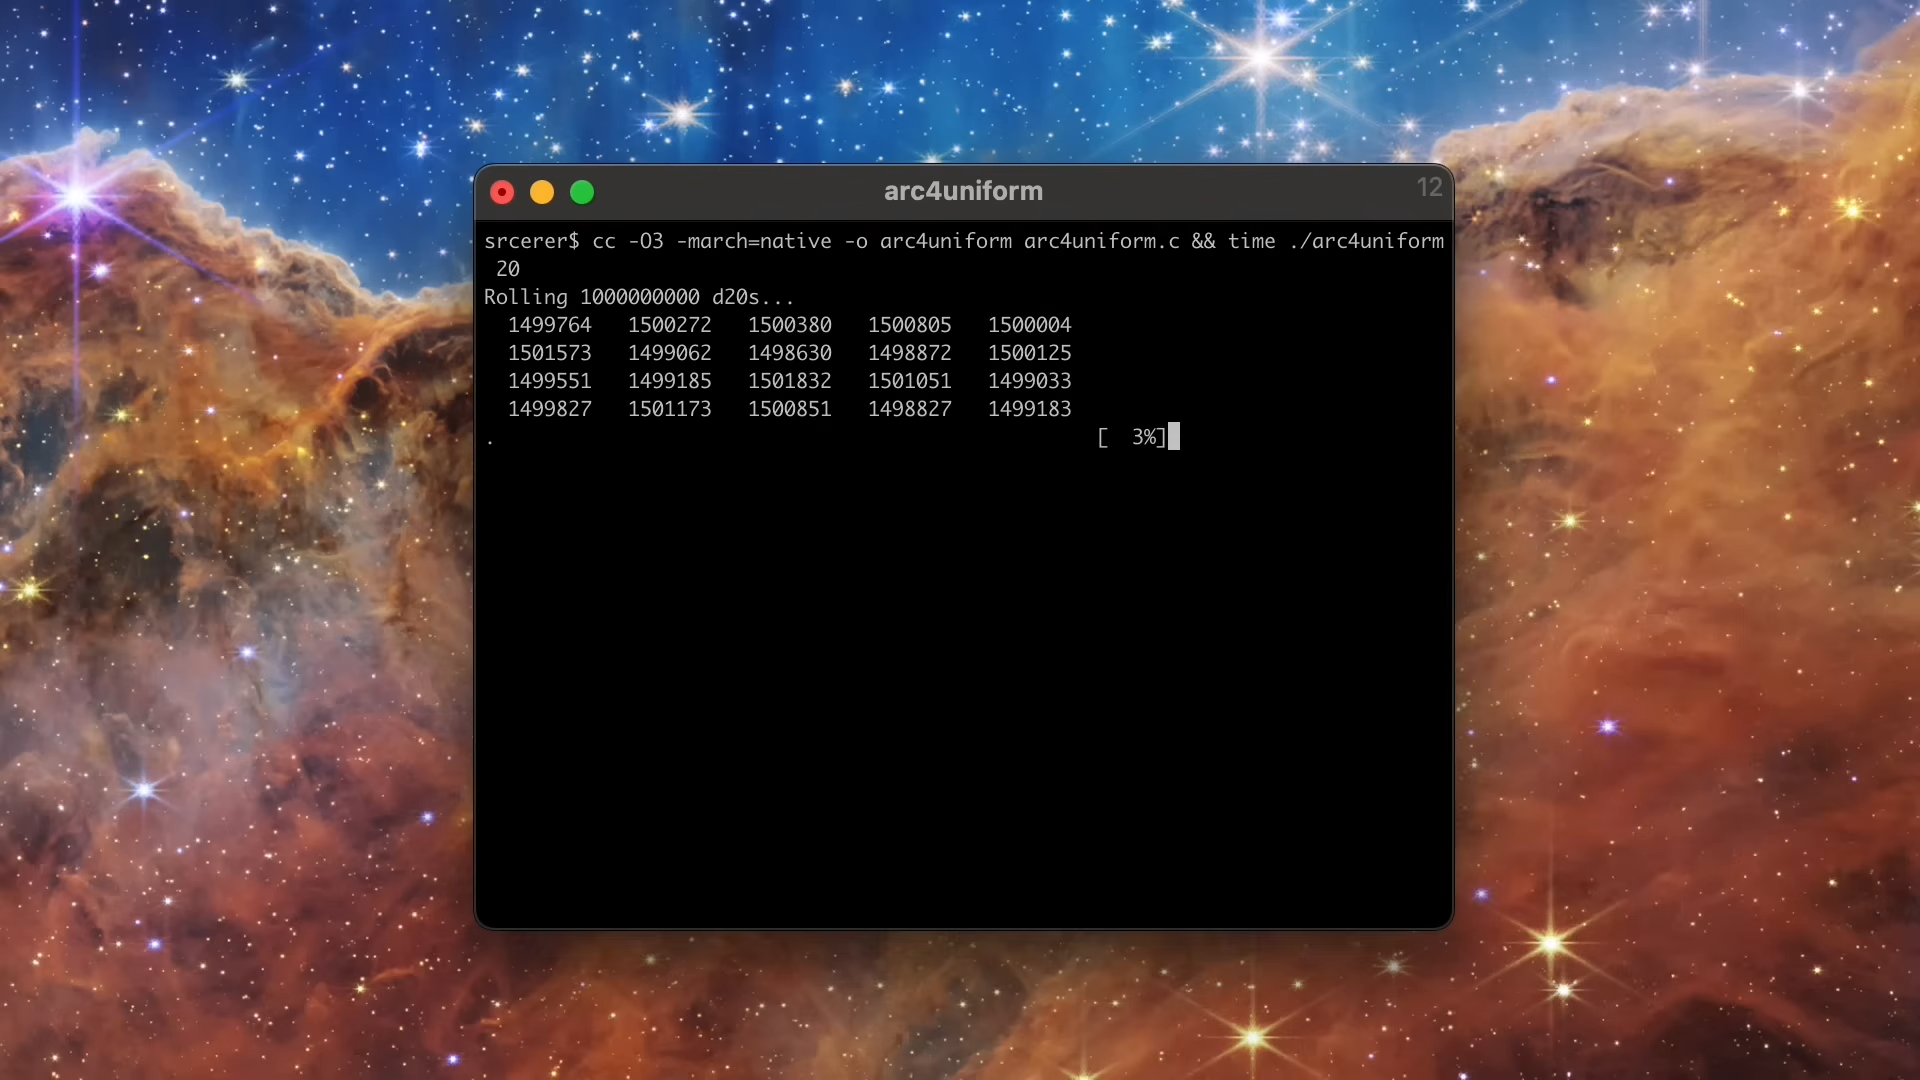 arc4uniform 12
srcerer$ cc -O3 -march=native -o arc4uniform arc4uniform.c && time ./arc4uniform
20
Rolling 1000000000 d20s...
1499764 1500272 1500380 1500805 1500004
1501573 1499062 1498630 1498872 1500125
1499551 1499185 1501832 1501051 1499033
1499827 1501173 1500851 1498827 1499183
. [ 3%]